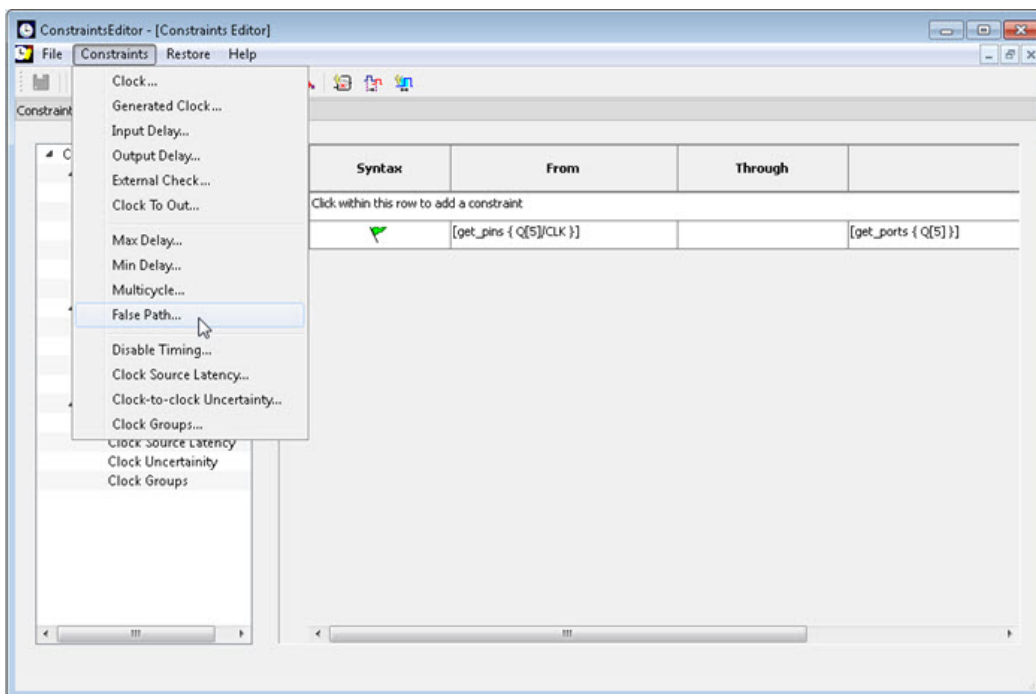 ConstraintsEditor - [Constraints Editor]
File Constraints Restore Help
Constraint
Clock...
Generated Clock...
Input Delay...
Output Delay...
External Check...
Clock To Out...
Max Delay...
Min Delay...
Multicycle...
False Path...
Disable Timing...
Clock Source Latency...
Clock-to-clock Uncertainty...
Clock Groups...
C
Clock Source Latency
Clock Uncertainity
Clock Groups
Syntax From Through
Click within this row to add a constraint
[get_pins { Q[5]/CLK }] [get_ports { Q[5] }]